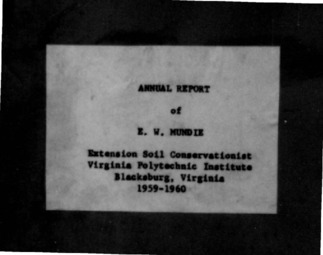 ANNUAL REPORT
of
E. W. MUNDIE
Extension Soil Conservationist
Virginia Polytechnic Institute
Blacksburg, Virginia
1959-1960